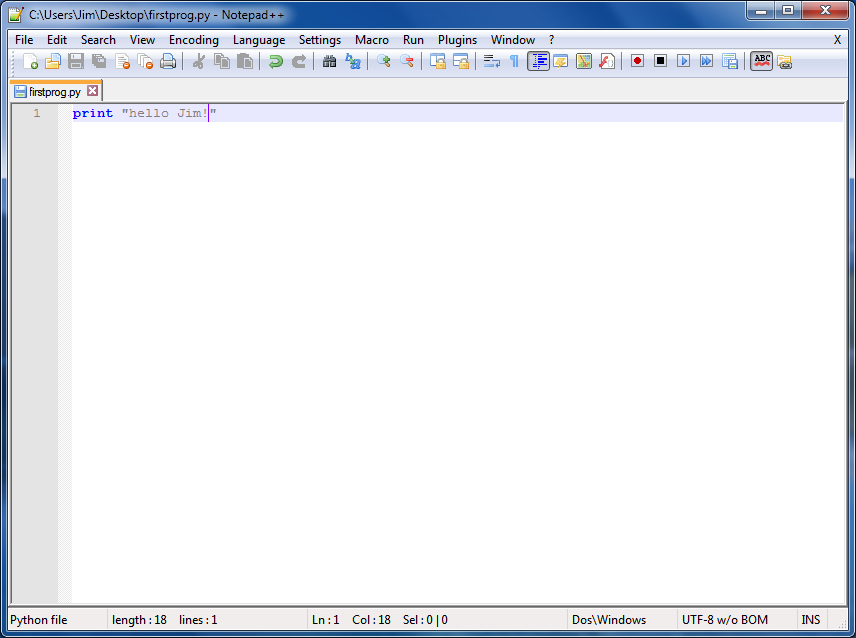 C:\Users\Jim\Desktop\firstprog.py - Notepad++
File Edit Search View Encoding Language Settings Macro Run Plugins Window ? X
ABC
firstprog.py
1 print "hello Jim!"
Python file length : 18 lines : 1 Ln : 1 Col : 18 Sel : 0 | 0 Dos\Windows UTF-8 w/o BOM INS